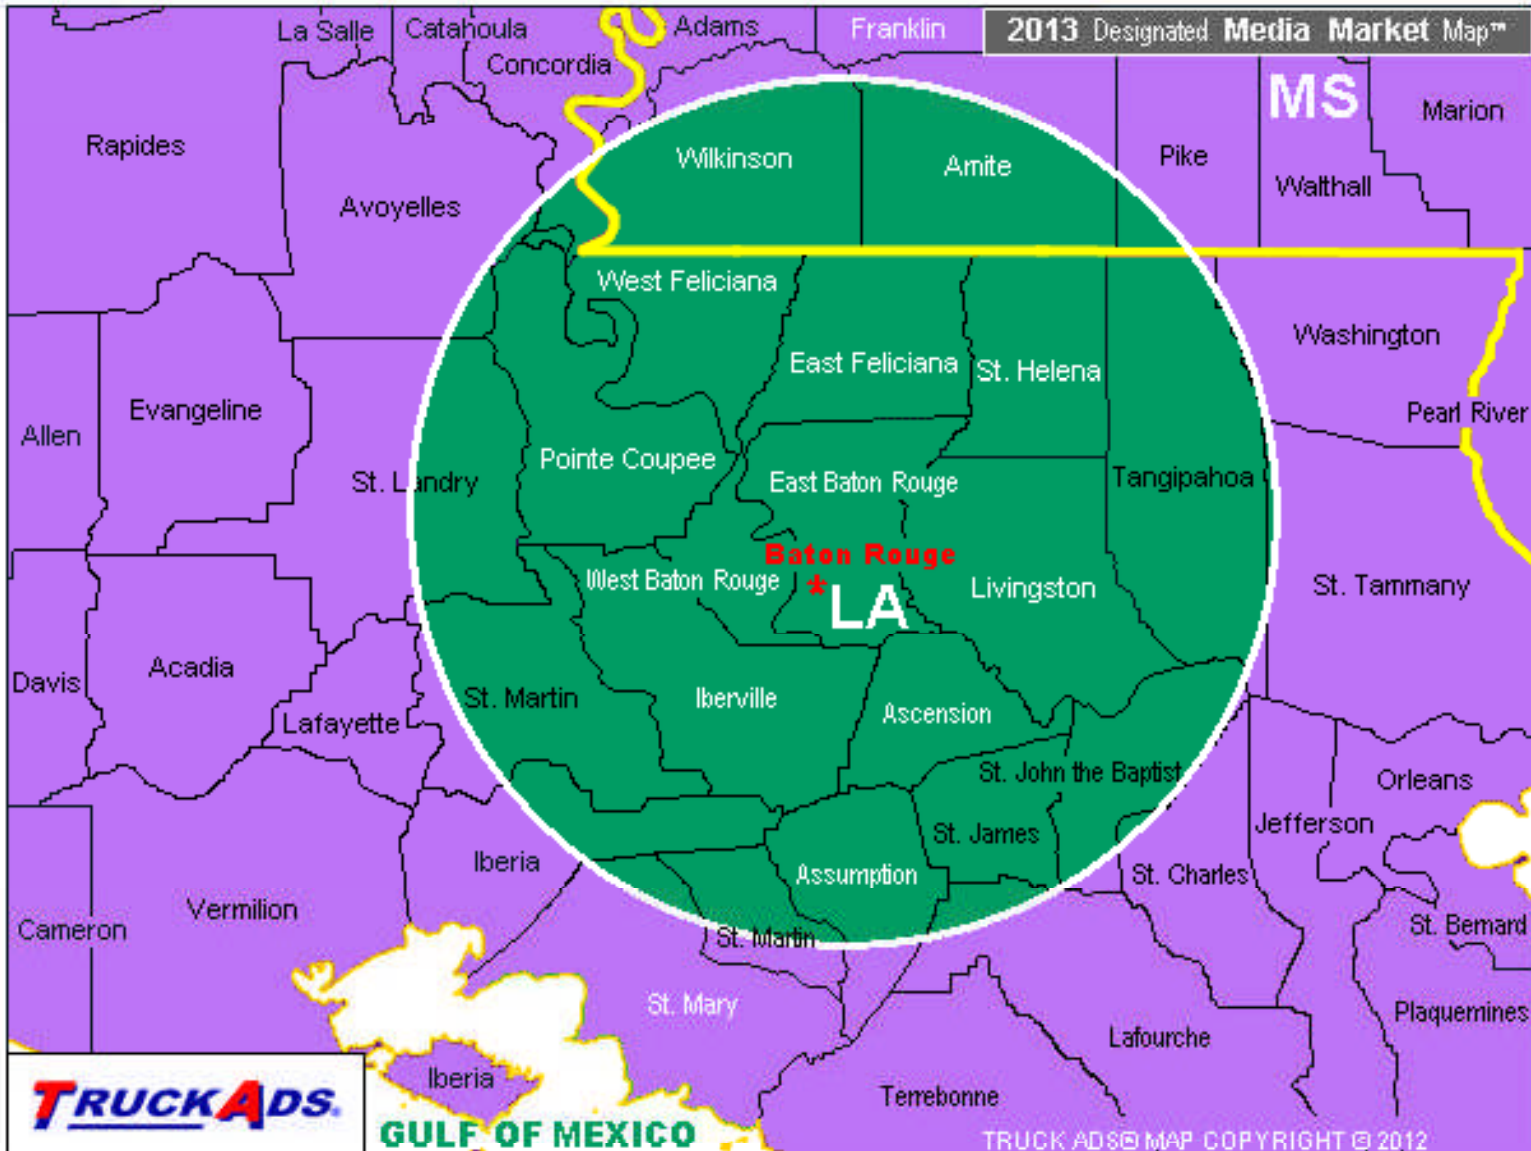 La Salle
Catahoula
Adams
Franklin
2013 Designated Media Market Map™
Concordia
MS
Marion
Rapides
Wilkinson
Amite
Pike
Walthall
Avoyelles
West Feliciana
Washington
East Feliciana
St. Helena
Evangeline
Pearl River
Allen
Pointe Coupee
St. Landry
East Baton Rouge
Tangipahoa
Baton Rouge
West Baton Rouge
* LA
Livingston
St. Tammany
Acadia
Davis
St. Martin
Iberville
Ascension
Lafayette
St. John the Baptist
Orleans
Jefferson
St. James
Iberia
Assumption
St. Charles
Vermilion
Cameron
St. Martin
St. Bernard
St. Mary
Plaquemines
Lafourche
Iberia
Terrebonne
TRUCKADS.
GULF OF MEXICO
TRUCK ADS® MAP COPYRIGHT © 2012